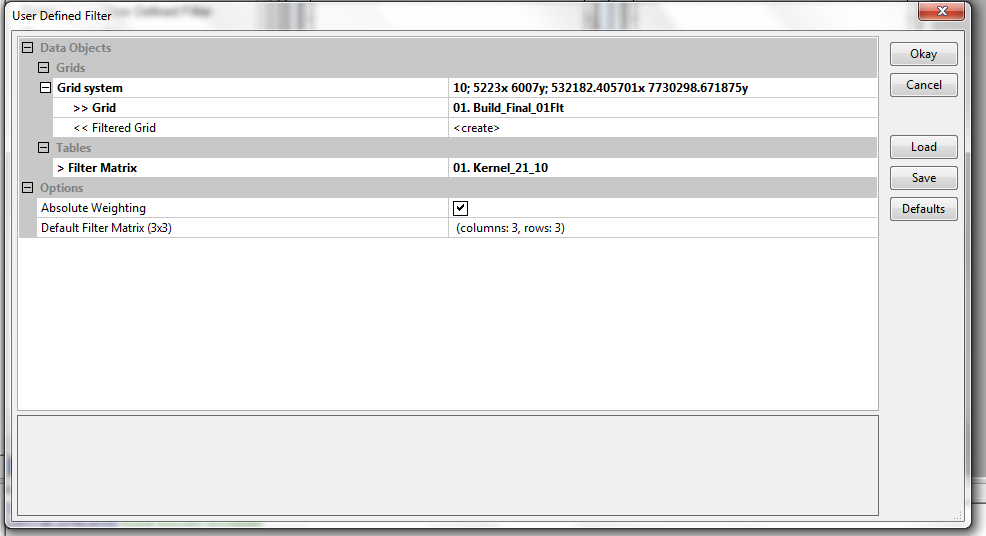 User Defined Filter
Data Objects
Grids
Grid system 10; 5223x 6007y; 532182.405701x 7730298.671875y
>> Grid 01. Build_Final_01Flt
<< Filtered Grid <create>
Tables
> Filter Matrix 01. Kernel_21_10
Options
Absolute Weighting
Default Filter Matrix (3x3) (columns: 3, rows: 3)
Okay
Cancel
Load
Save
Defaults